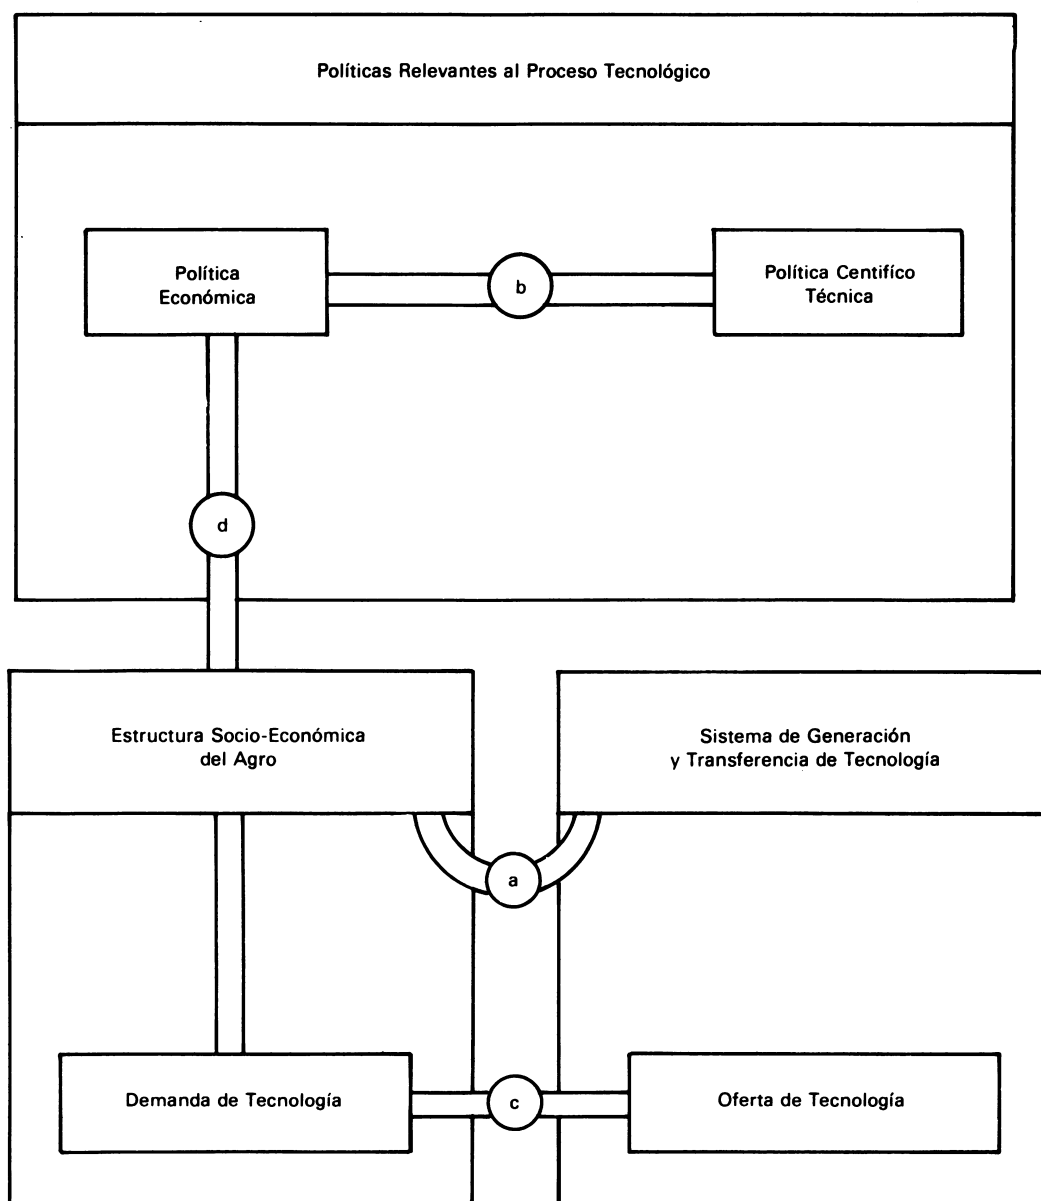 Políticas Relevantes al Proceso Tecnológico
Política
Económica
b
Política Centifíco
Técnica
d
Estructura Socio-Económica
del Agro
Sistema de Generación
y Transferencia de Tecnología
a
Demanda de Tecnología
c
Oferta de Tecnología